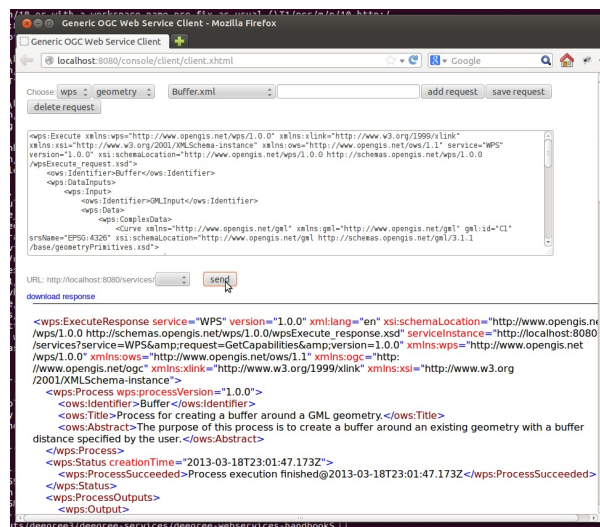 Generic OGC Web Service Client - Mozilla Firefox
Generic OGC Web Service Client
localhost:8080/console/client/client.xhtml
Google
Choose: wps geometry Buffer.xml add request save request
delete request
<wps:Execute xmlns:wps="http://www.opengis.net/wps/1.0.0" xmlns:xlink="http://www.w3.org/1999/xlink"
xmlns:xsi="http://www.w3.org/2001/XMLSchema-instance" xmlns:ows="http://www.opengis.net/ows/1.1" service="WPS"
version="1.0.0" xsi:schemaLocation="http://www.opengis.net/wps/1.0.0 http://schemas.opengis.net/wps/1.0.0
/wpsExecute_request.xsd">
<ows:Identifier>Buffer</ows:Identifier>
<wps:DataInputs>
<wps:Input>
<ows:Identifier>GMLInput</ows:Identifier>
<wps:Data>
<wps:ComplexData>
<Curve xmlns="http://www.opengis.net/gml" xmlns:gml="http://www.opengis.net/gml" gml:id="C1"
srsName="EPSG:4326" xsi:schemaLocation="http://www.opengis.net/gml http://schemas.opengis.net/gml/3.1.1
/base/geometryPrimitives.xsd">
URL: http://localhost:8080/services/ send
download response
<wps:ExecuteResponse service="WPS" version="1.0.0" xml:lang="en" xsi:schemaLocation="http://www.opengis.ne
/wps/1.0.0 http://schemas.opengis.net/wps/1.0.0/wpsExecute_response.xsd" serviceInstance="http://localhost:8080
/services?service=WPS&amp;request=GetCapabilities&amp;version=1.0.0" xmlns:wps="http://www.opengis.net
/wps/1.0.0" xmlns:ows="http://www.opengis.net/ows/1.1" xmlns:ogc="http:
//www.opengis.net/ogc" xmlns:xlink="http://www.w3.org/1999/xlink" xmlns:xsi="http://www.w3.org
/2001/XMLSchema-instance">
<wps:Process wps:processVersion="1.0.0">
<ows:Identifier>Buffer</ows:Identifier>
<ows:Title>Process for creating a buffer around a GML geometry.</ows:Title>
<ows:Abstract>The purpose of this process is to create a buffer around an existing geometry with a buffer
distance specified by the user.</ows:Abstract>
</wps:Process>
<wps:Status creationTime="2013-03-18T23:01:47.173Z">
<wps:ProcessSucceeded>Process execution finished@2013-03-18T23:01:47.173Z</wps:ProcessSucceeded>
</wps:Status>
<wps:ProcessOutputs>
<wps:Output>